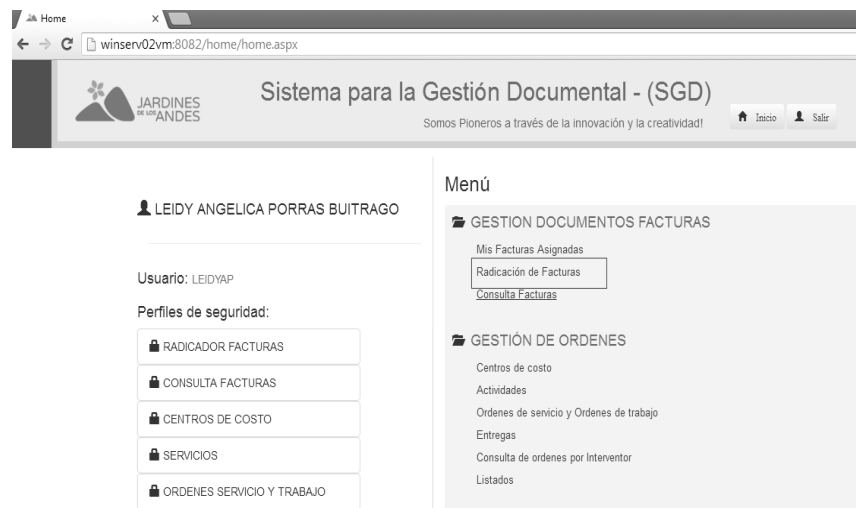 Home
winserv02vm:8082/home/home.aspx
JARDINES
DE LOS ANDES
Sistema para la Gestión Documental - (SGD)
Somos Pioneros a través de la innovación y la creatividad!
Inicio
Salir
LEIDY ANGELICA PORRAS BUITRAGO
Usuario: LEIDYAP
Perfiles de seguridad:
RADICADOR FACTURAS
CONSULTA FACTURAS
CENTROS DE COSTO
SERVICIOS
ORDENES SERVICIO Y TRABAJO
Menú
GESTION DOCUMENTOS FACTURAS
Mis Facturas Asignadas
Radicación de Facturas
Consulta Facturas
GESTIÓN DE ORDENES
Centros de costo
Actividades
Ordenes de servicio y Ordenes de trabajo
Entregas
Consulta de ordenes por Interventor
Listados